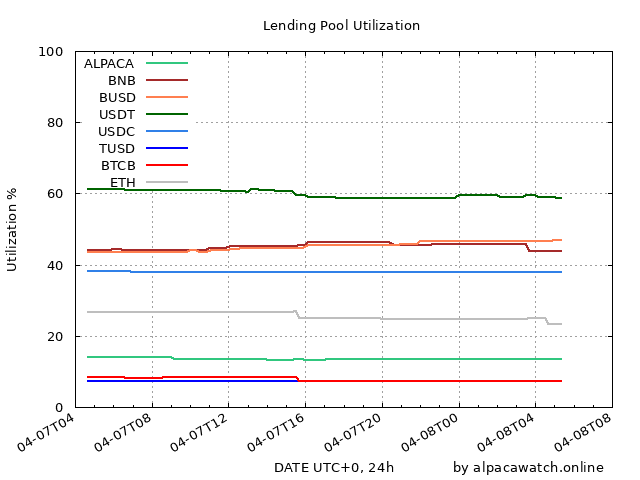 Lending Pool Utilization
100
80
60
40
20
0
Utilization %
ALPACA
BNB
BUSD
USDT
USDC
TUSD
BTCB
ETH
04-07T04
04-07T08
04-07T12
04-07T16
04-07T20
04-08T00
04-08T04
04-08T08
DATE UTC+0, 24h
by alpacawatch.online